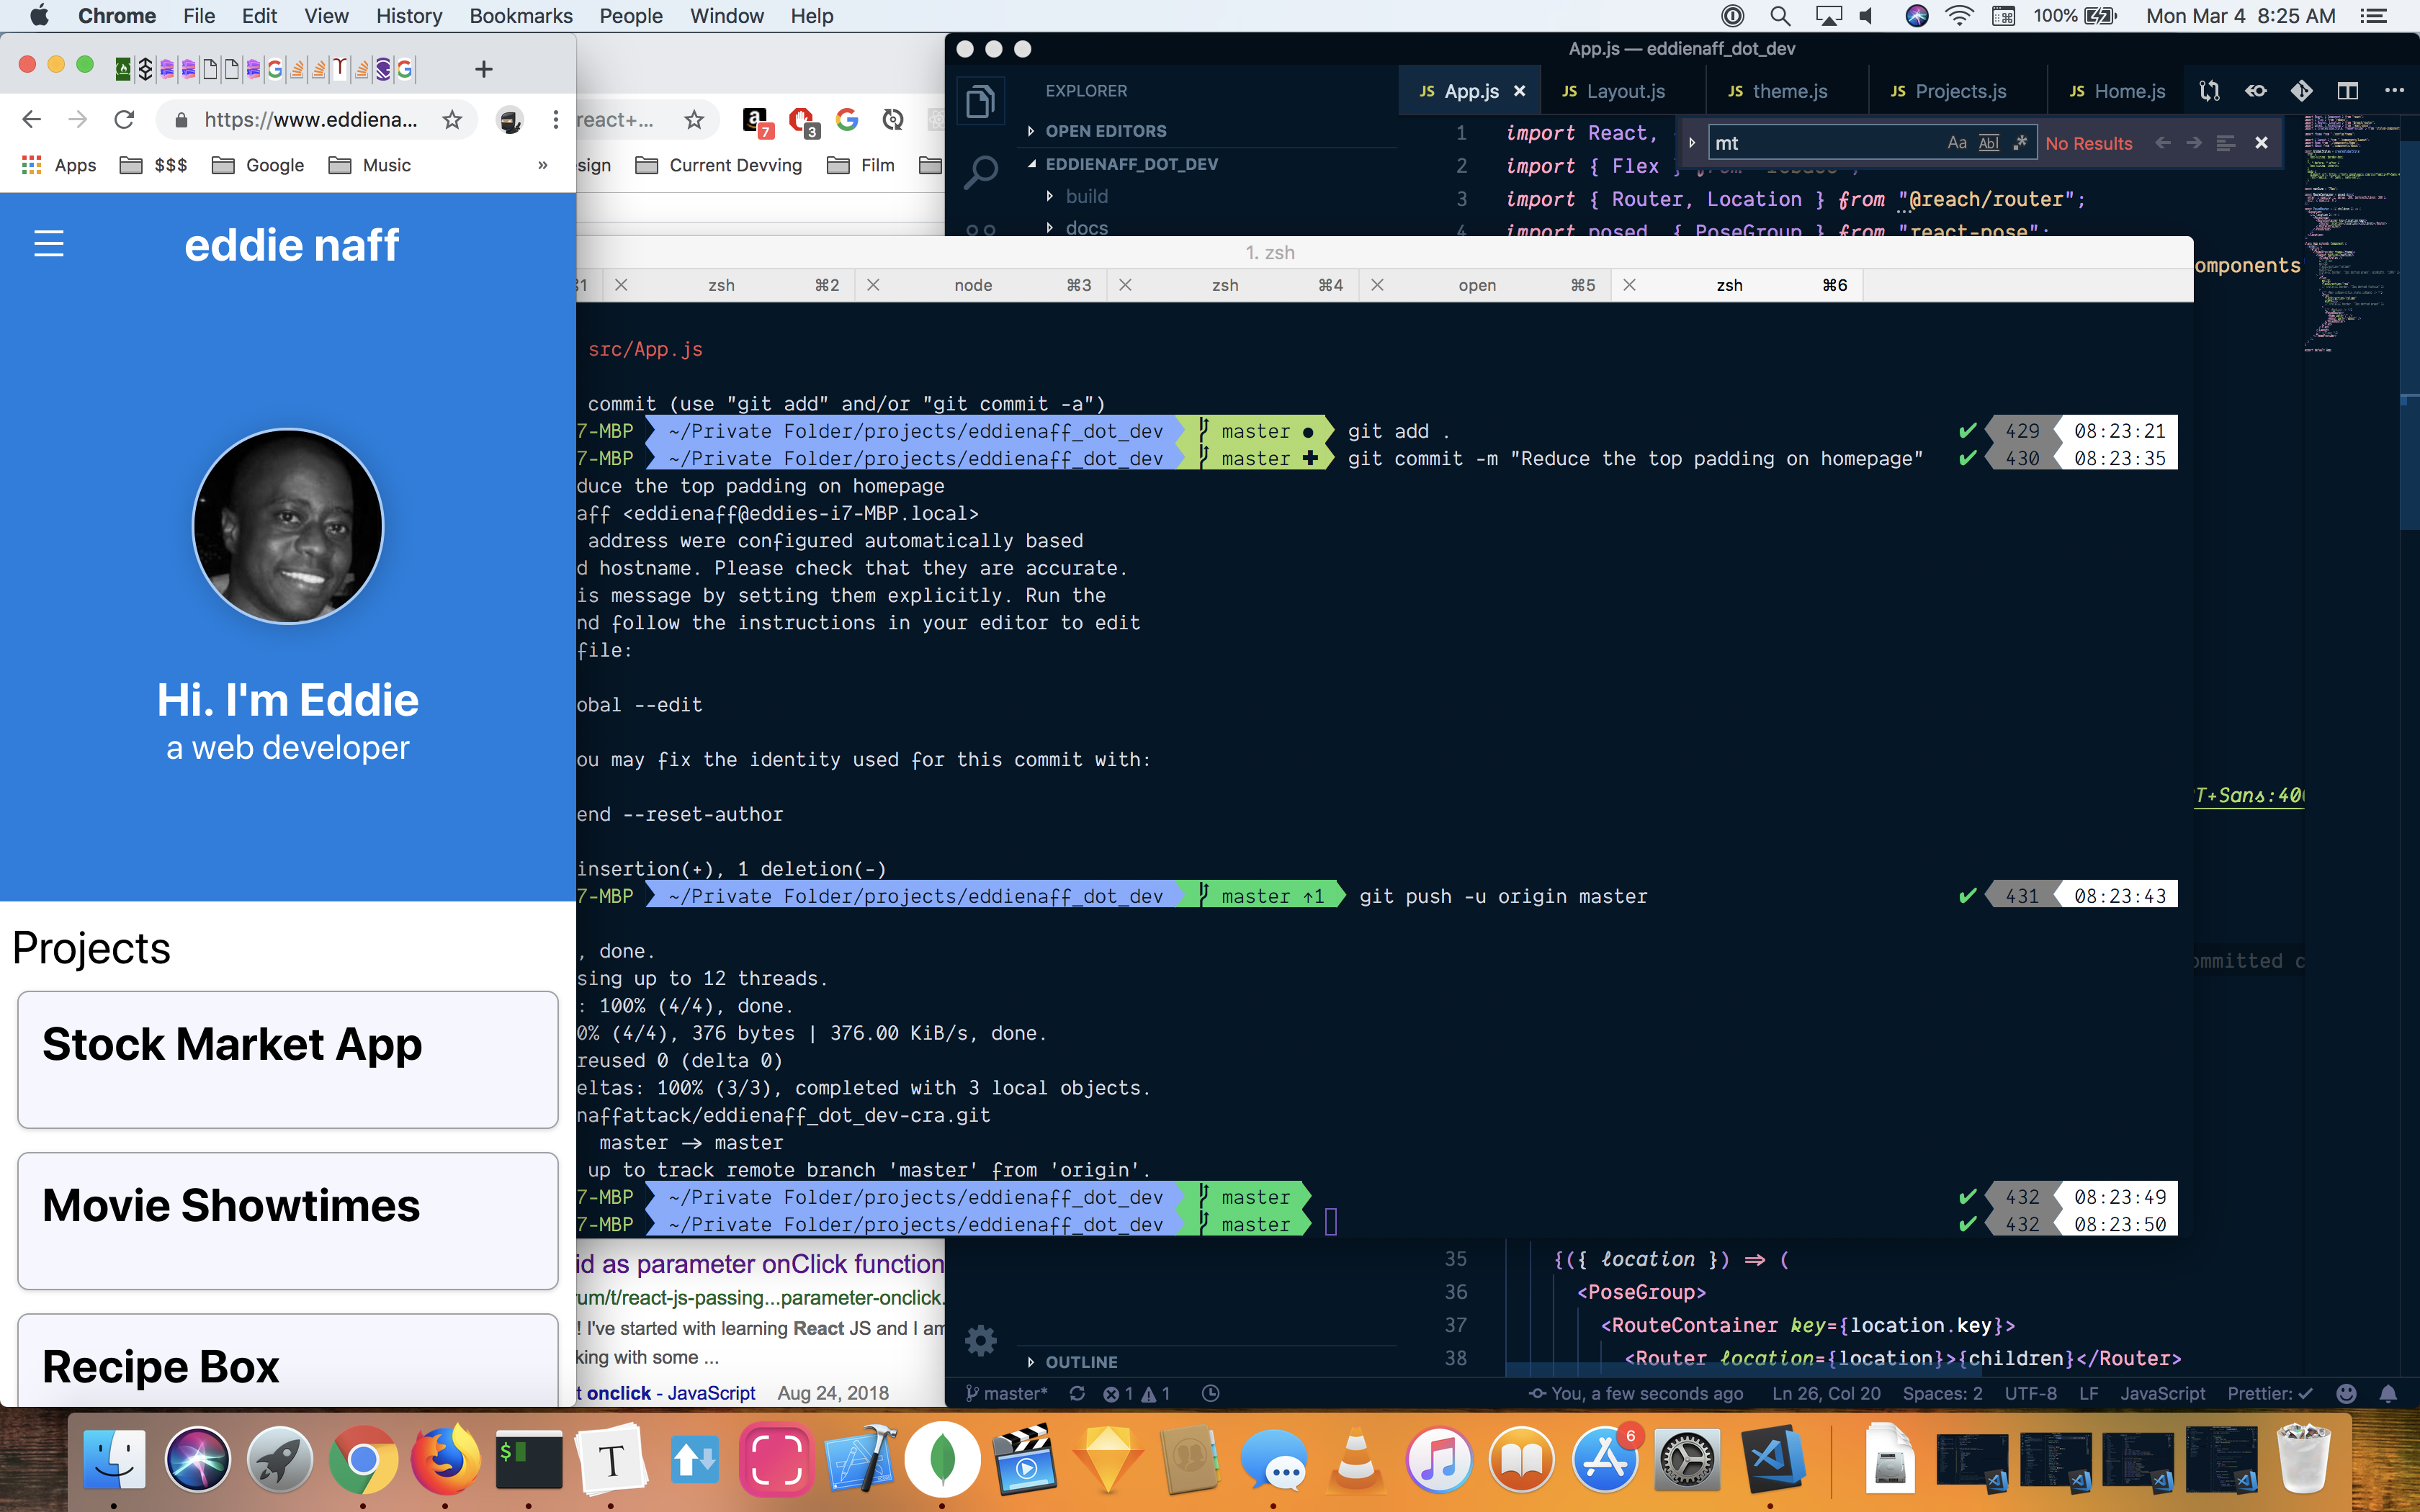 Chrome File Edit View History Bookmarks People Window Help
100% Mon Mar 4 8:25 AM
https://www.eddiena...
Apps $$$ Google Music »
eddie naff
Hi. I'm Eddie
a web developer
Projects
Stock Market App
Movie Showtimes
Recipe Box
react+...
7
3
sign Current Devving Film
App.js — eddienaff_dot_dev
EXPLORER
JS App.js JS Layout.js JS theme.js JS Projects.js JS Home.js
OPEN EDITORS
EDDIENAFF_DOT_DEV
build
docs
mt Aa Abl .* No Results
1 import React,
2 import { Flex } from
3 import { Router, Location } from "@reach/router";
4 import posed, { PoseGroup } from "react-pose";
omponents
T+Sans:40
ommitted c
1. zsh
⌘1 zsh ⌘2 node ⌘3 zsh ⌘4 open ⌘5 zsh ⌘6
src/App.js
commit (use "git add" and/or "git commit -a")
7-MBP ~/Private Folder/projects/eddienaff_dot_dev master ● git add . ✔ 429 08:23:21
7-MBP ~/Private Folder/projects/eddienaff_dot_dev master ✚ git commit -m "Reduce the top padding on homepage" ✔ 430 08:23:35
duce the top padding on homepage
aff <eddienaff@eddies-i7-MBP.local>
address were configured automatically based
d hostname. Please check that they are accurate.
is message by setting them explicitly. Run the
nd follow the instructions in your editor to edit
file:
obal --edit
ou may fix the identity used for this commit with:
end --reset-author
insertion(+), 1 deletion(-)
7-MBP ~/Private Folder/projects/eddienaff_dot_dev master ↑1 git push -u origin master ✔ 431 08:23:43
, done.
sing up to 12 threads.
: 100% (4/4), done.
0% (4/4), 376 bytes | 376.00 KiB/s, done.
reused 0 (delta 0)
eltas: 100% (3/3), completed with 3 local objects.
naffattack/eddienaff_dot_dev-cra.git
master -> master
up to track remote branch 'master' from 'origin'.
7-MBP ~/Private Folder/projects/eddienaff_dot_dev master ✔ 432 08:23:49
7-MBP ~/Private Folder/projects/eddienaff_dot_dev master ✔ 432 08:23:50
id as parameter onClick function
um/t/react-js-passing...parameter-onclick.
! I've started with learning React JS and I am
king with some ...
t onclick - JavaScript Aug 24, 2018
35 {({ location }) => (
36 <PoseGroup>
37 <RouteContainer key={location.key}>
38 <Router location={location}>{children}</Router>
OUTLINE
master* 1 1 You, a few seconds ago Ln 26, Col 20 Spaces: 2 UTF-8 LF JavaScript Prettier: ✓
$
T
6